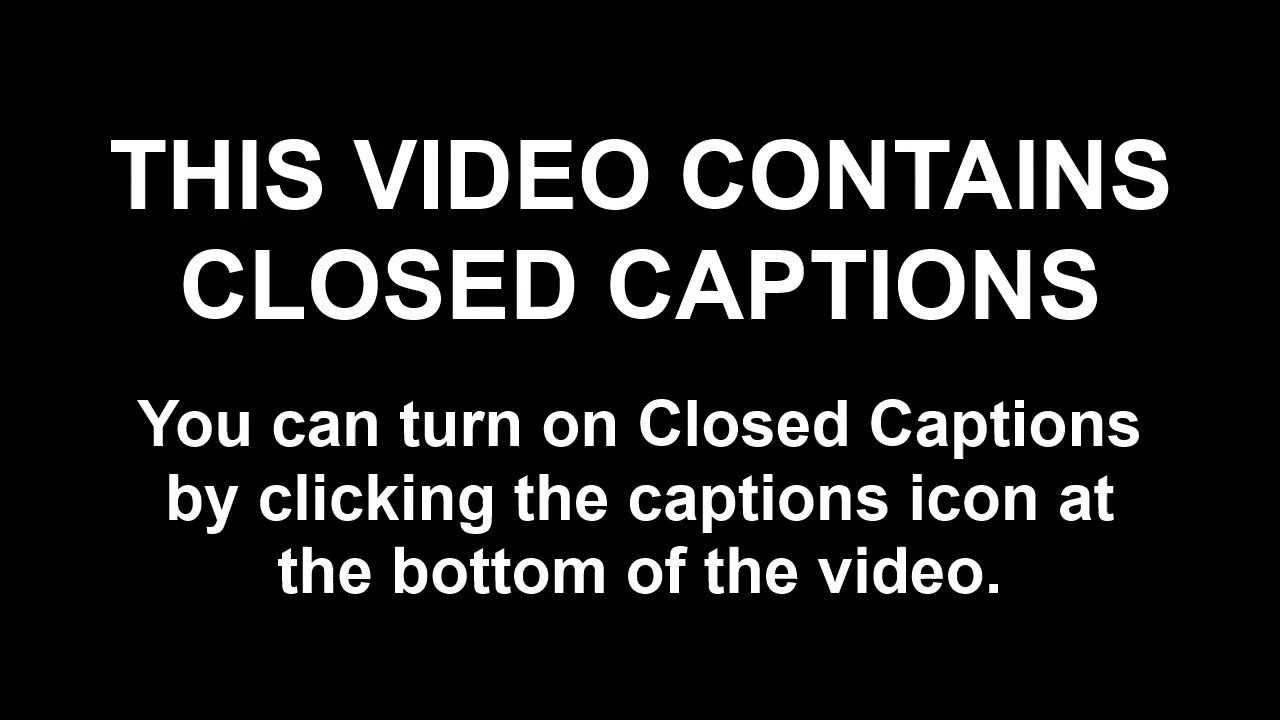 THIS VIDEO CONTAINS
CLOSED CAPTIONS
You can turn on Closed Captions
by clicking the captions icon at
the bottom of the video.